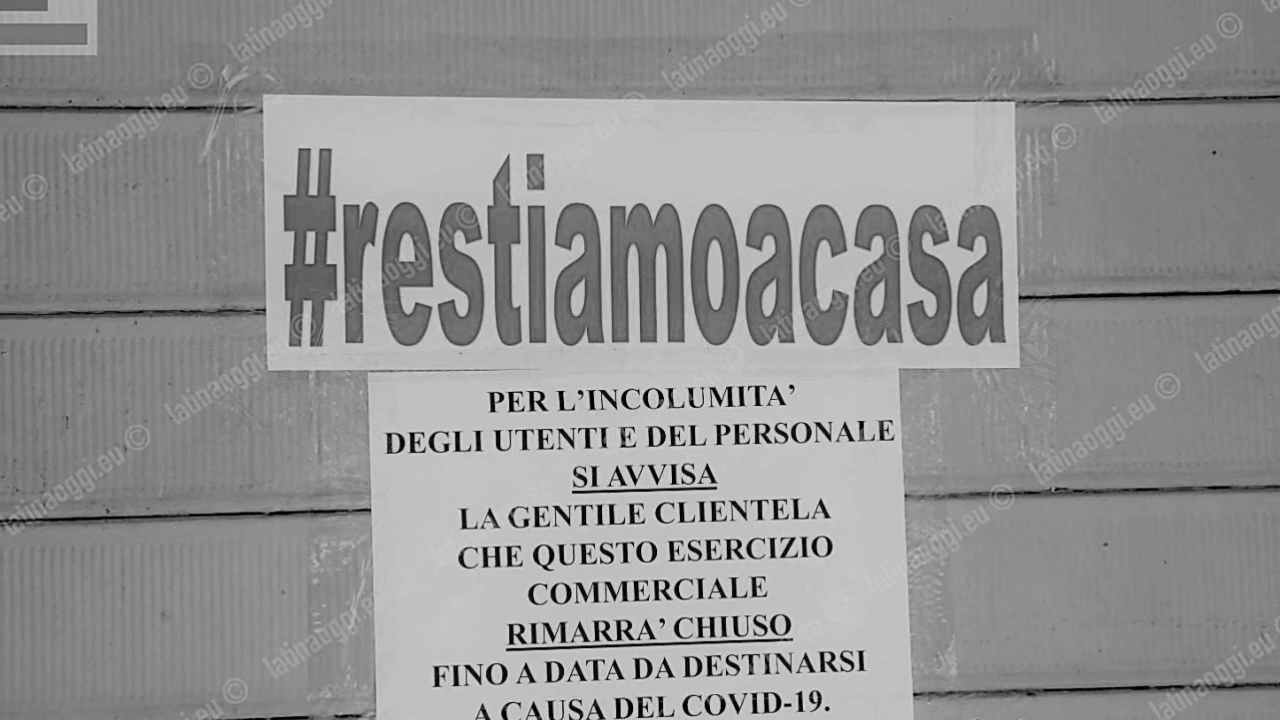 #restiamoacasa
PER L'INCOLUMITA'
DEGLI UTENTI E DEL PERSONALE
SI AVVISA
LA GENTILE CLIENTELA
CHE QUESTO ESERCIZIO
COMMERCIALE
RIMARRA' CHIUSO
FINO A DATA DA DESTINARSI
A CAUSA DEL COVID-19.
latinaoggi.eu ©